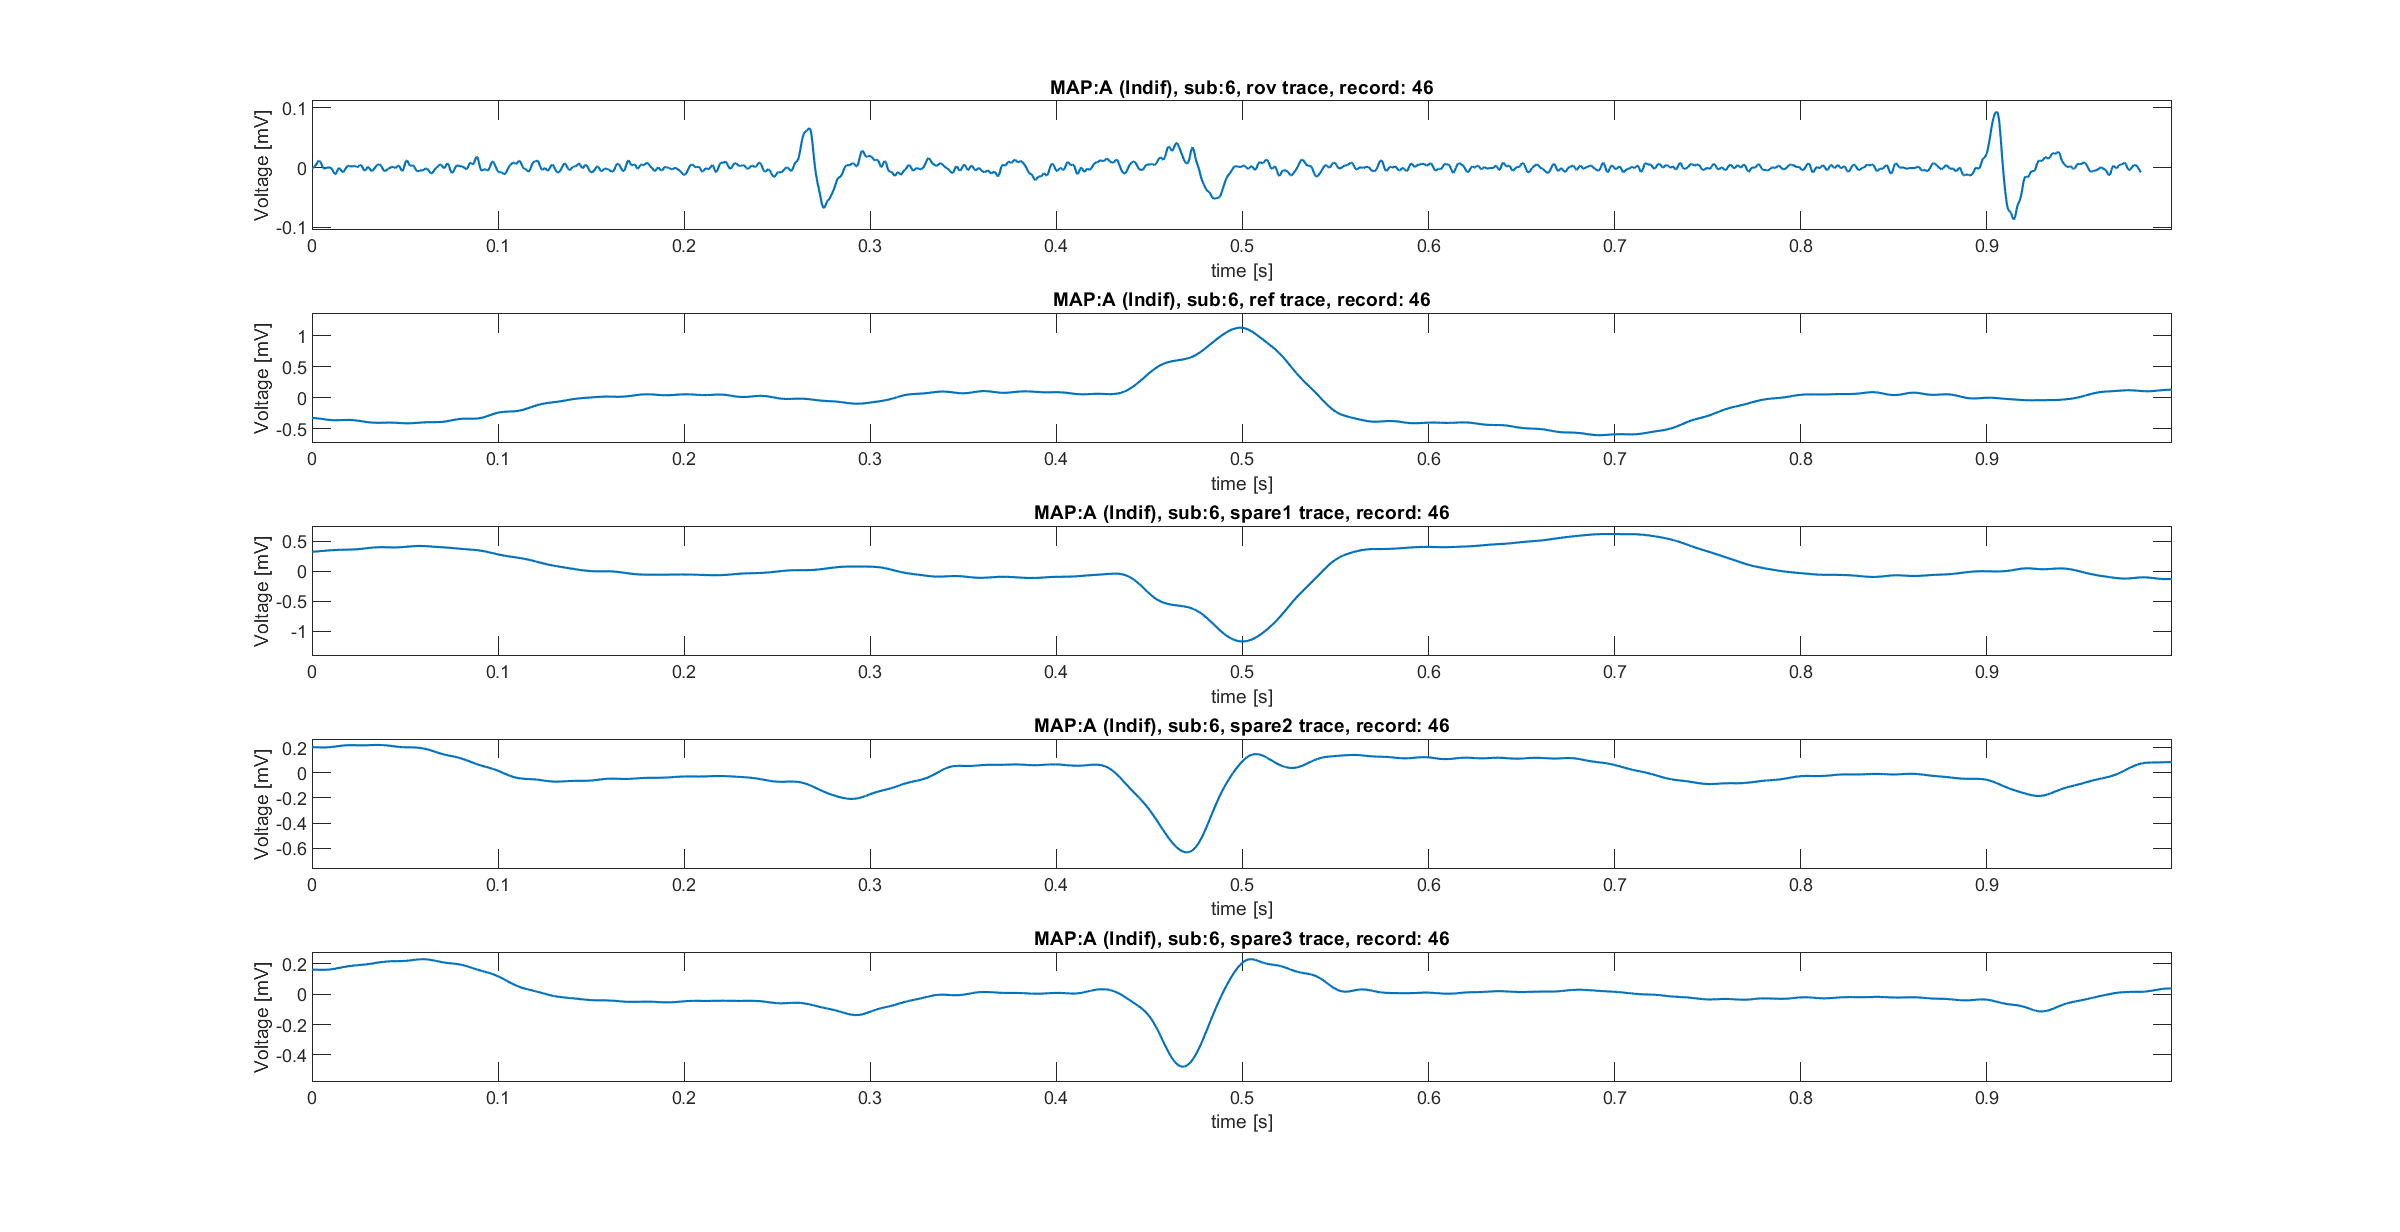 MAP:A (Indif), sub:6, rov trace, record: 46
Voltage [mV]
0.1
0
-0.1
0 0.1 0.2 0.3 0.4 0.5 0.6 0.7 0.8 0.9
time [s]
MAP:A (Indif), sub:6, ref trace, record: 46
Voltage [mV]
1
0.5
0
-0.5
0 0.1 0.2 0.3 0.4 0.5 0.6 0.7 0.8 0.9
time [s]
MAP:A (Indif), sub:6, spare1 trace, record: 46
Voltage [mV]
0.5
0
-0.5
-1
0 0.1 0.2 0.3 0.4 0.5 0.6 0.7 0.8 0.9
time [s]
MAP:A (Indif), sub:6, spare2 trace, record: 46
Voltage [mV]
0.2
0
-0.2
-0.4
-0.6
0 0.1 0.2 0.3 0.4 0.5 0.6 0.7 0.8 0.9
time [s]
MAP:A (Indif), sub:6, spare3 trace, record: 46
Voltage [mV]
0.2
0
-0.2
-0.4
0 0.1 0.2 0.3 0.4 0.5 0.6 0.7 0.8 0.9
time [s]